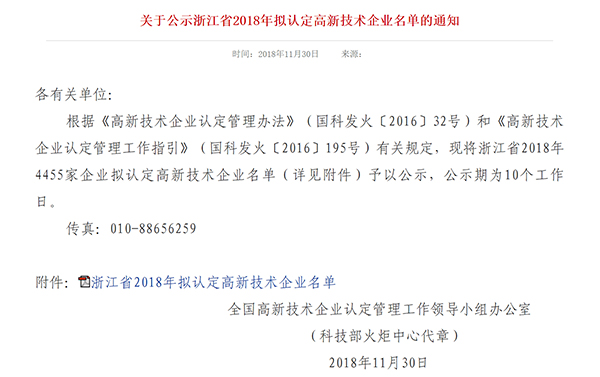 关于公示浙江省2018年拟认定高新技术企业名单的通知
时间：2018年11月30日 来源：
各有关单位：
根据《高新技术企业认定管理办法》（国科发火〔2016〕32号）和《高新技术
企业认定管理工作指引》（国科发火〔2016〕195号）有关规定，现将浙江省2018年
4455家企业拟认定高新技术企业名单（详见附件）予以公示，公示期为10个工作
日。
传真：010-88656259
附件：浙江省2018年拟认定高新技术企业名单
全国高新技术企业认定管理工作领导小组办公室
（科技部火炬中心代章）
2018年11月30日